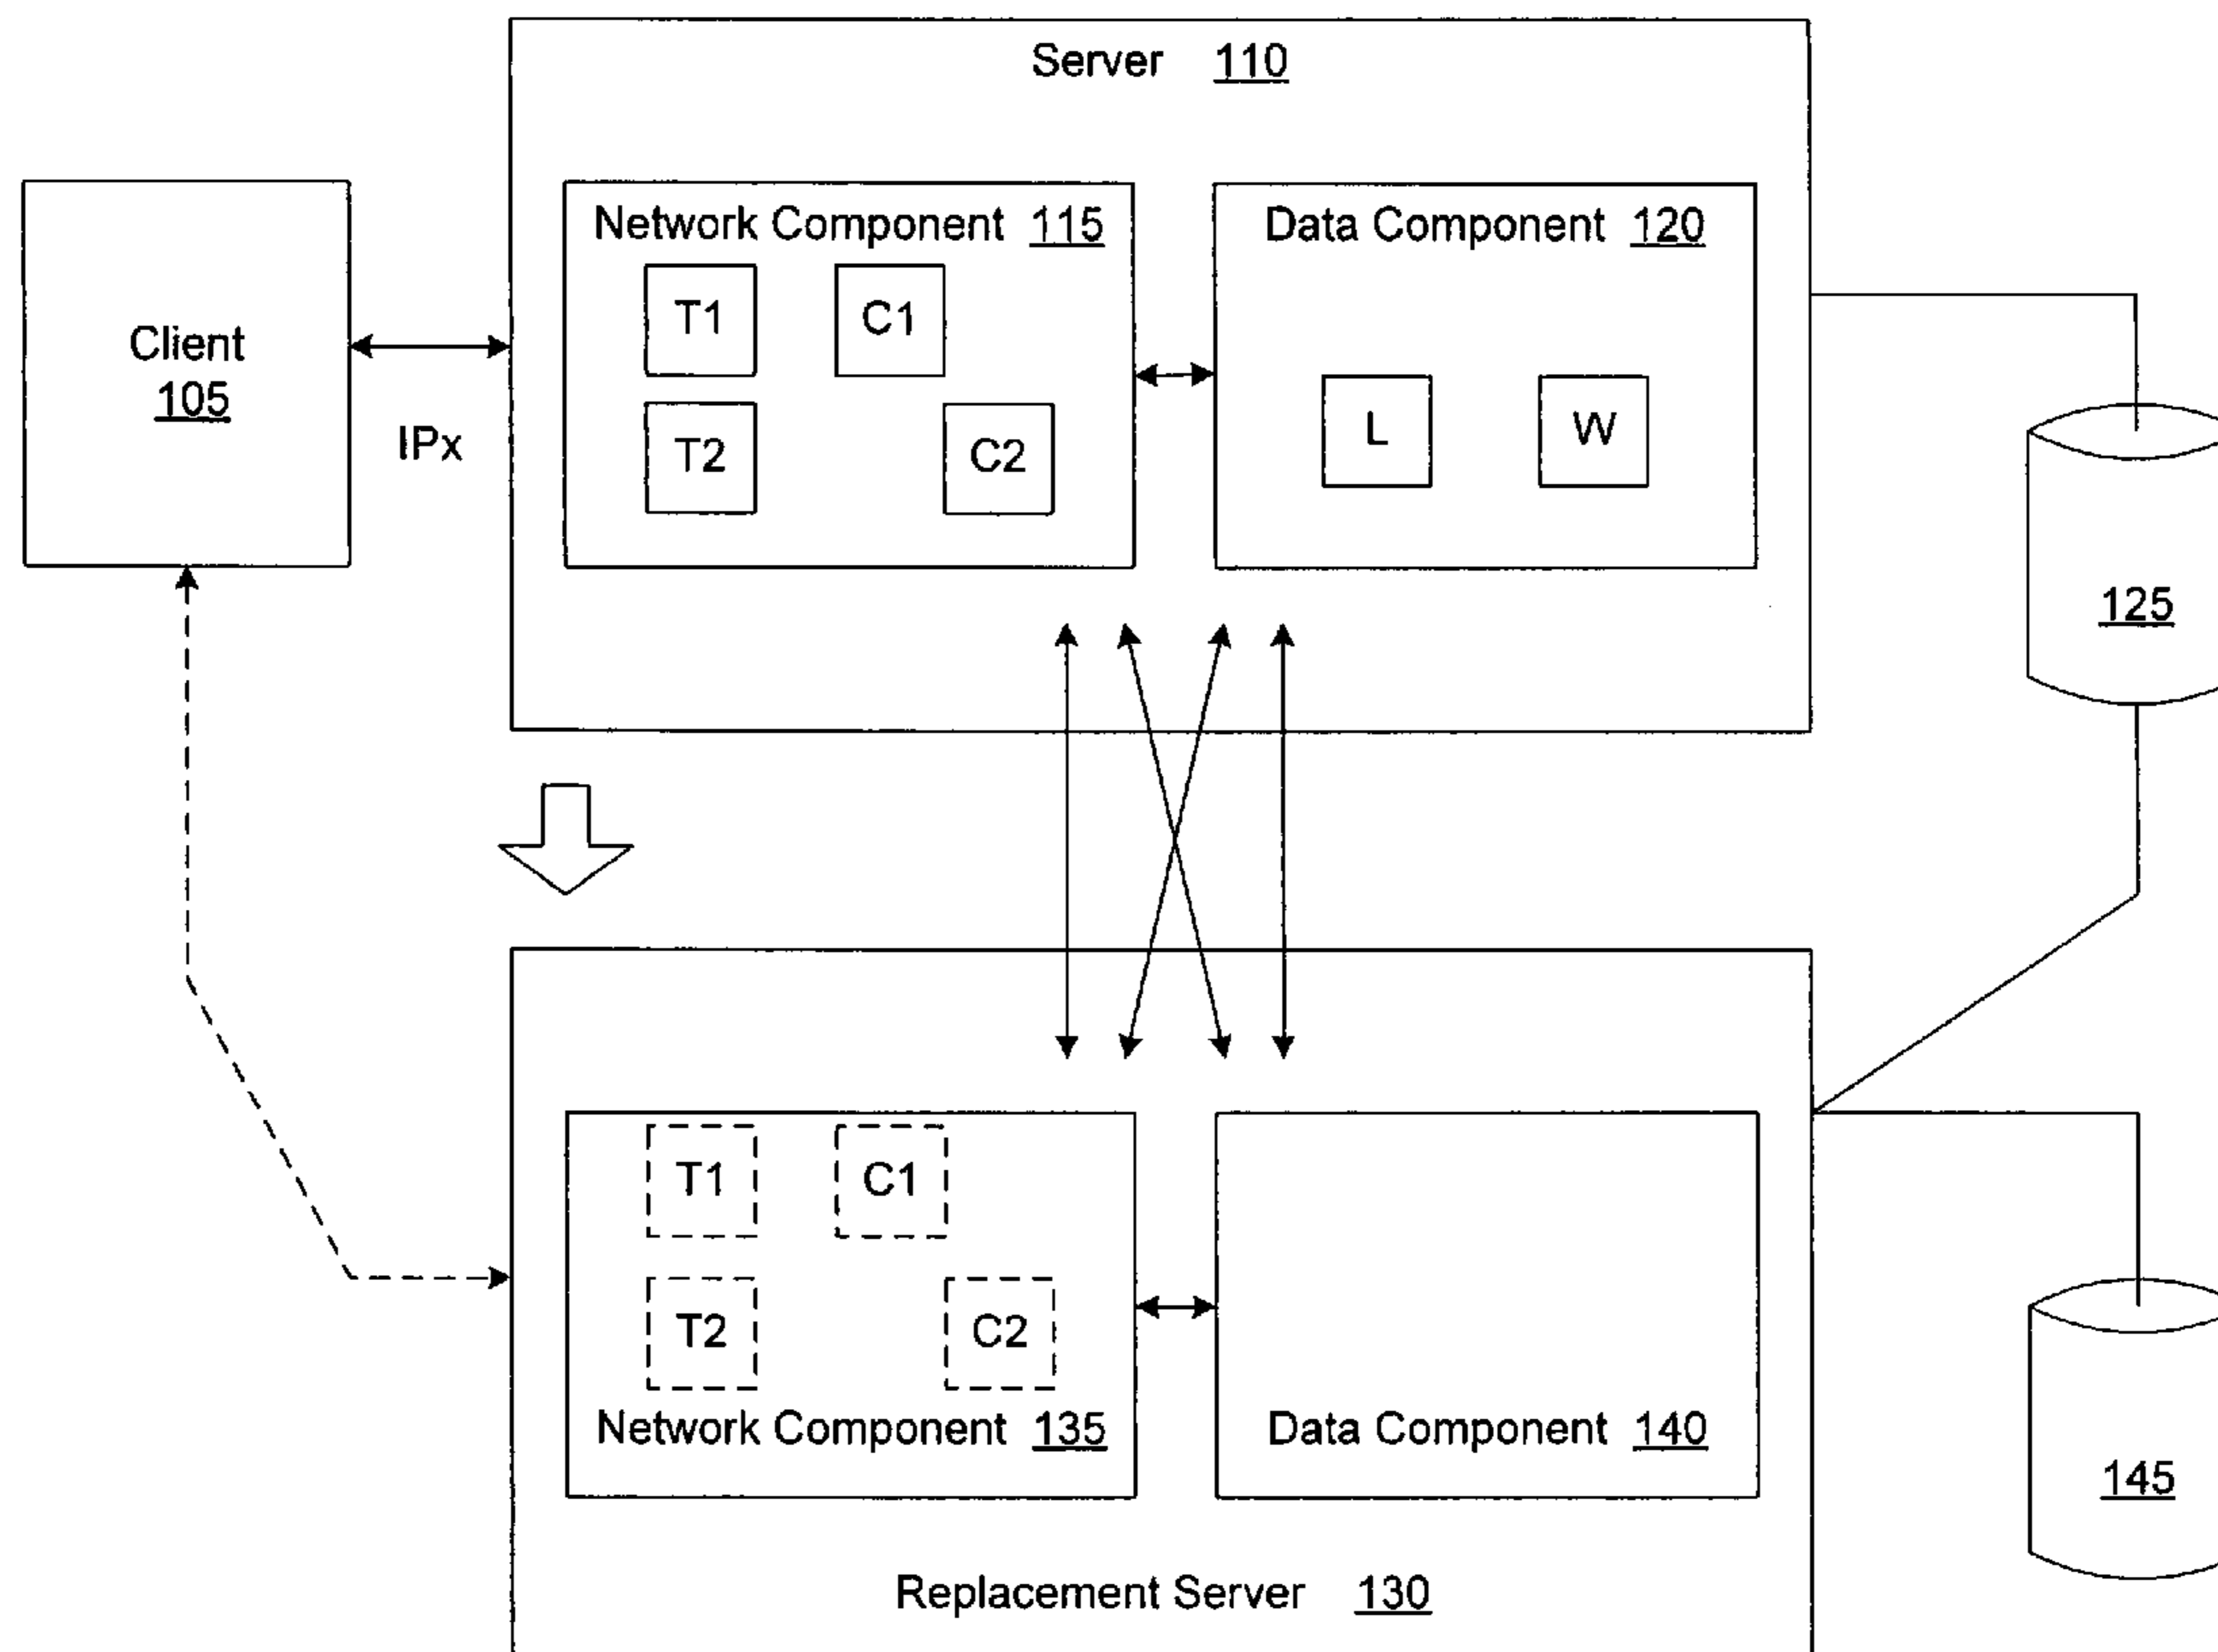 Server 110
Network Component 115
Data Component 120
T1
C1
Client
105
IPx
T2
C2
L
W
125
T1
C1
T2
C2
Network Component 135
Data Component 140
145
Replacement Server 130